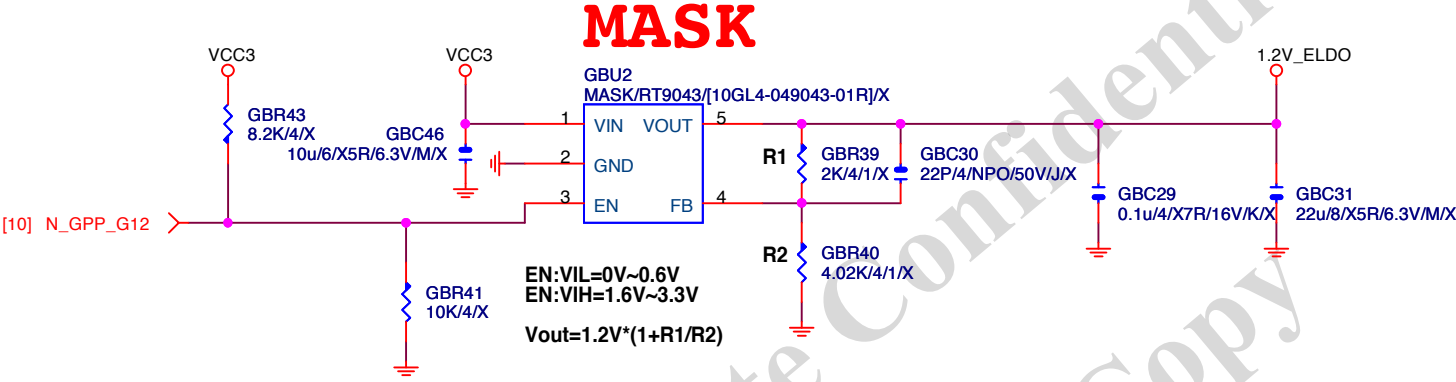 MASK
VCC3
VCC3
1.2V_ELDO
GBU2
MASK/RT9043/[10GL4-049043-01R]/X
GBR43
8.2K/4/X
GBC46
10u/6/X5R/6.3V/M/X
1
VIN
VOUT
5
2
GND
3
EN
FB
4
R1
GBR39
2K/4/1/X
GBC30
22P/4/NPO/50V/J/X
GBC29
0.1u/4/X7R/16V/K/X
GBC31
22u/8/X5R/6.3V/M/X
[10] N_GPP_G12
R2
GBR40
4.02K/4/1/X
GBR41
10K/4/X
EN:VIL=0V~0.6V
EN:VIH=1.6V~3.3V
Vout=1.2V*(1+R1/R2)
te Confidenti
Copy